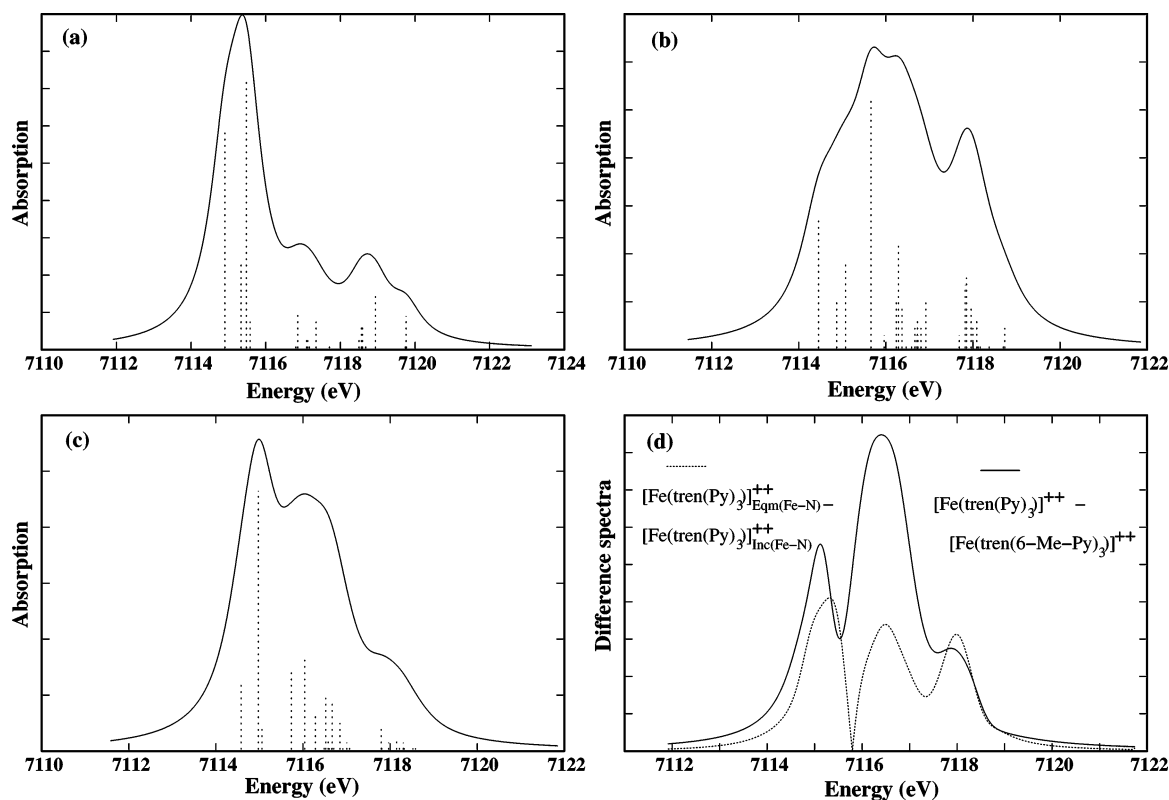 (a)
Absorption
7110 7112 7114 7116 7118 7120 7122 7124
Energy (eV)
(b)
Absorption
7110 7112 7114 7116 7118 7120 7122
Energy (eV)
(c)
Absorption
7110 7112 7114 7116 7118 7120 7122
Energy (eV)
(d)
Difference spectra
[Fe(tren(Py)3)]++Eqm(Fe−N)−
[Fe(tren(Py)3)]++Inc(Fe−N)
[Fe(tren(Py)3)]++ −
[Fe(tren(6−Me−Py)3)]++
7112 7114 7116 7118 7120 7122
Energy (eV)